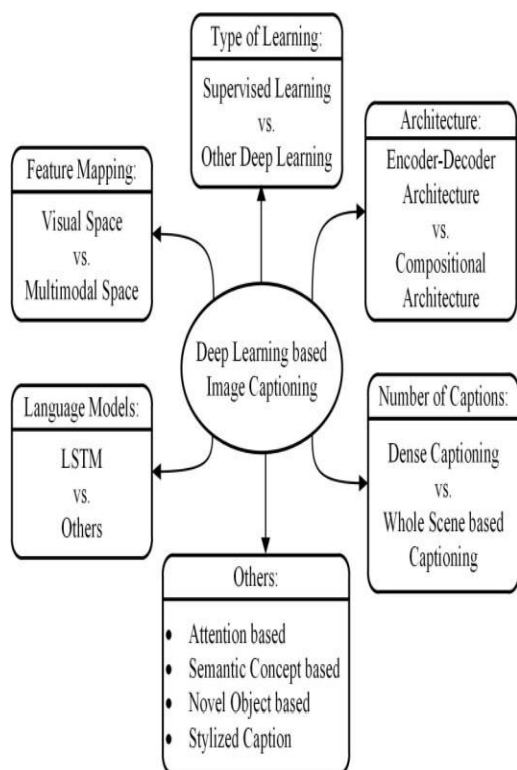 Type of Learning:
Supervised Learning
vs.
Other Deep Learning
Architecture:
Encoder-Decoder
Architecture
vs.
Compositional
Architecture
Feature Mapping:
Visual Space
vs.
Multimodal Space
Deep Learning based
Image Captioning
Language Models:
LSTM
vs.
Others
Number of Captions:
Dense Captioning
vs.
Whole Scene based
Captioning
Others:
• Attention based
• Semantic Concept based
• Novel Object based
• Stylized Caption